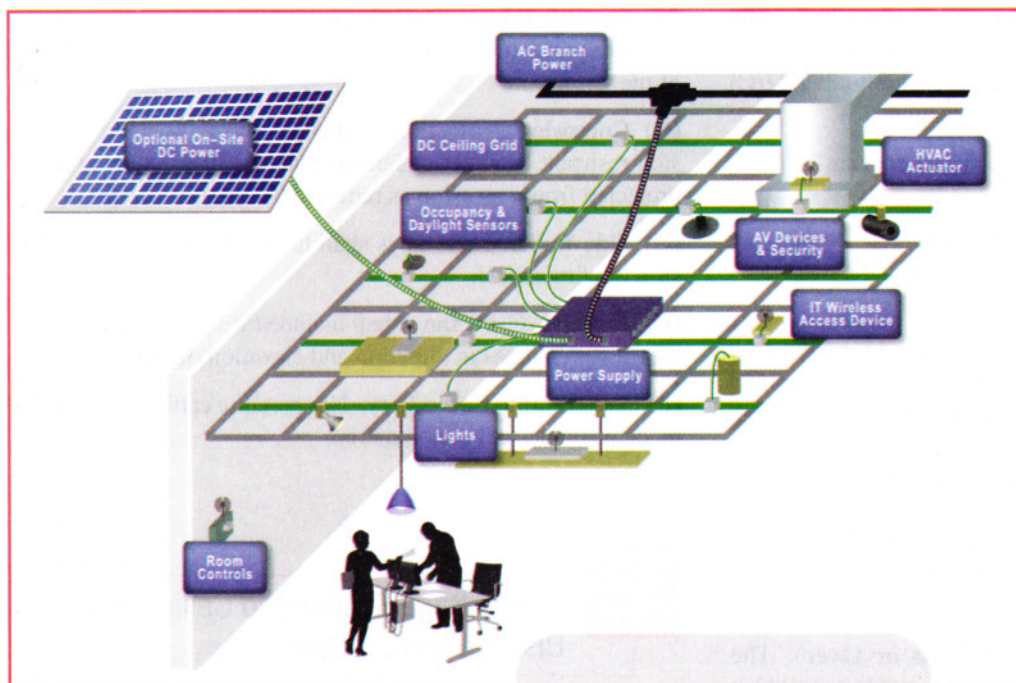 AC Branch
Power
Optional On-Site
DC Power
DC Ceiling Grid
HVAC
Actuator
Occupancy &
Daylight Sensors
AV Devices
& Security
IT Wireless
Access Device
Power Supply
Lights
Room
Controls